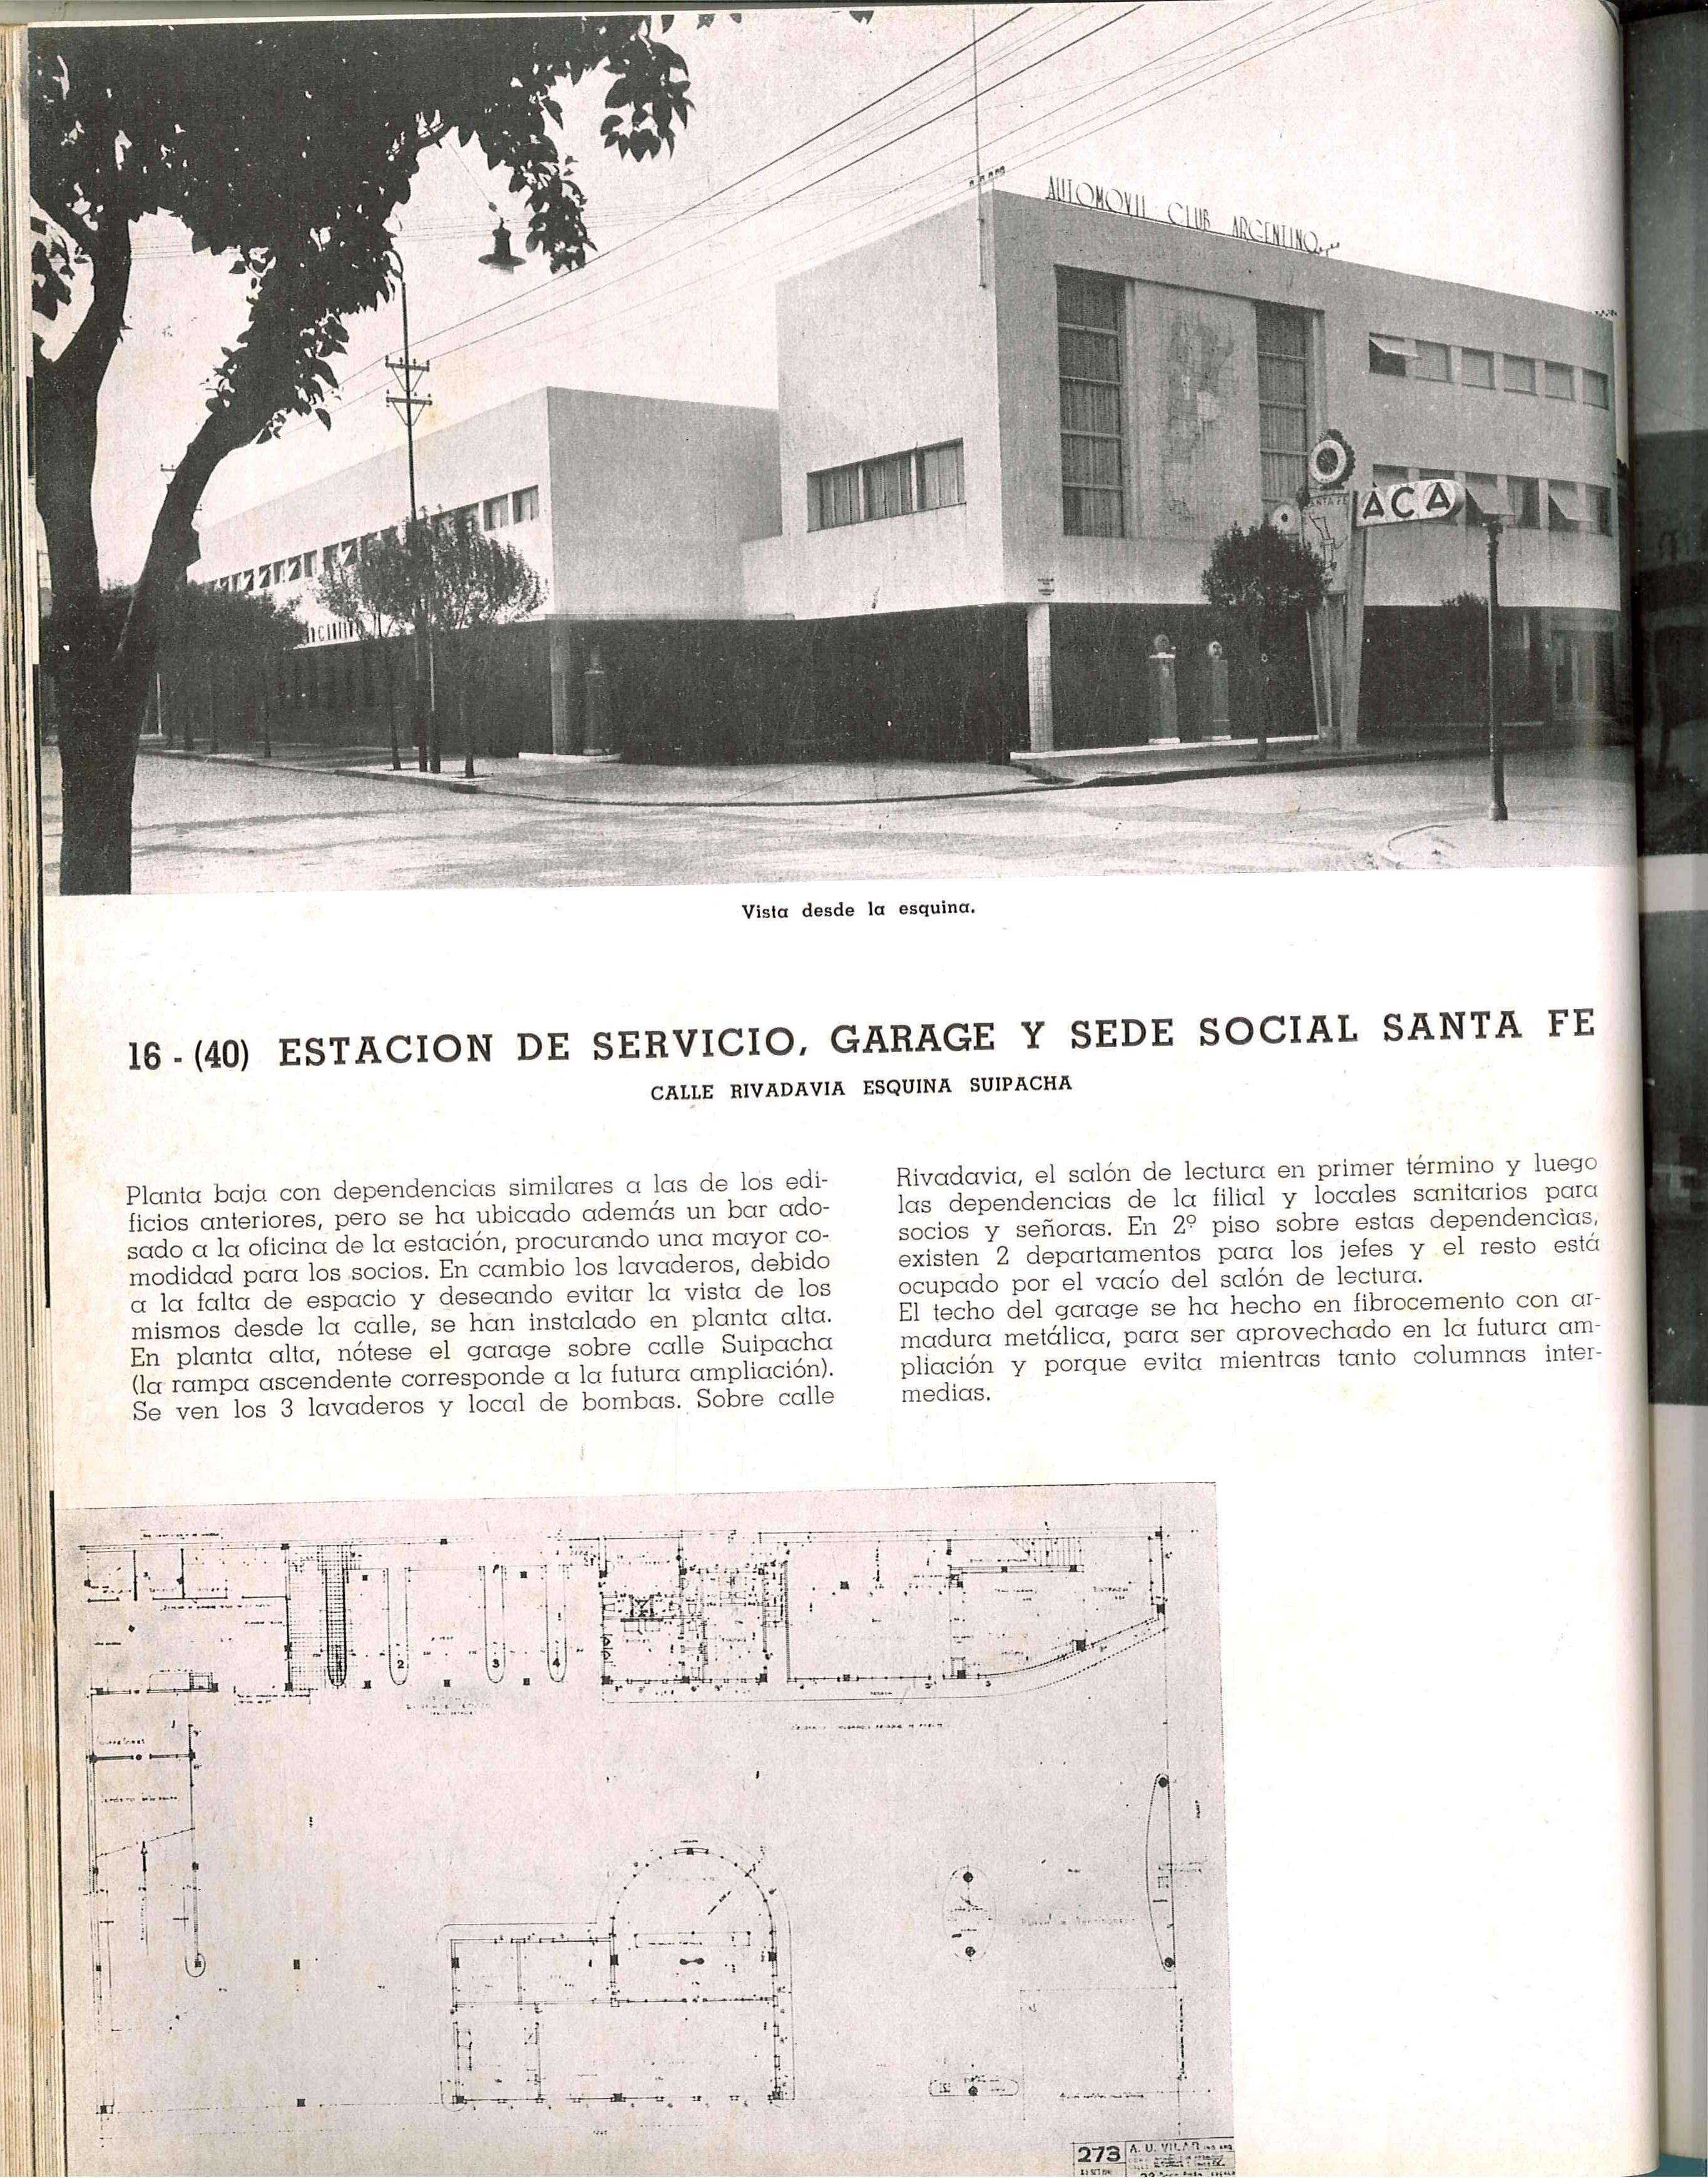 AUTOMOVIL CLUB ARGENTINO
SANTA FE
ACA
Vista desde la esquina.
16 - (40) ESTACION DE SERVICIO, GARAGE Y SEDE SOCIAL SANTA FE
CALLE RIVADAVIA ESQUINA SUIPACHA
Planta baja con dependencias similares a las de los edi-
ficios anteriores, pero se ha ubicado además un bar ado-
sado a la oficina de la estación, procurando una mayor co-
modidad para los socios. En cambio los lavaderos, debido
a la falta de espacio y deseando evitar la vista de los
mismos desde la calle, se han instalado en planta alta.
En planta alta, nótese el garage sobre calle Suipacha
(la rampa ascendente corresponde a la futura ampliación).
Se ven los 3 lavaderos y local de bombas. Sobre calle
Rivadavia, el salón de lectura en primer término y luego
las dependencias de la filial y locales sanitarios para
socios y señoras. En 2º piso sobre estas dependencias,
existen 2 departamentos para los jefes y el resto está
ocupado por el vacío del salón de lectura.
El techo del garage se ha hecho en fibrocemento con ar-
madura metálica, para ser aprovechado en la futura am-
pliación y porque evita mientras tanto columnas inter-
medias.
2
3
4
273
A. U. VILAR